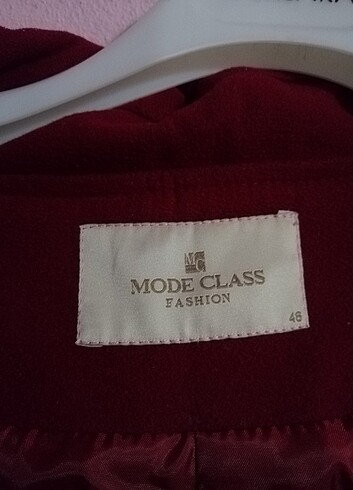 MC
MODE CLASS
FASHION
46